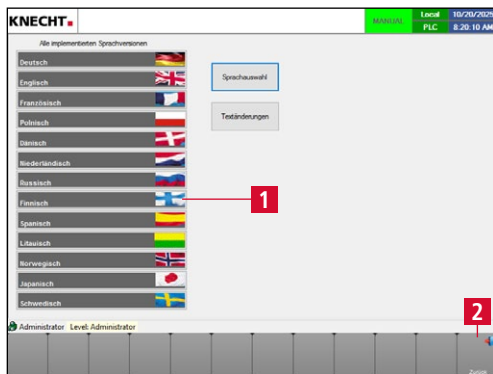 KNECHT
MANUAL
Local
10/20/2025
PLC
8:20:10 AM
Alle implementierten Sprachversionen
Deutsch
Englisch
Französisch
Polnisch
Dänisch
Niederländisch
Russisch
Finnisch
Spanisch
Litauisch
Norwegisch
Japanisch
Schwedisch
Sprachauswahl
Textänderungen
1
2
Administrator Level: Administrator
Zurück